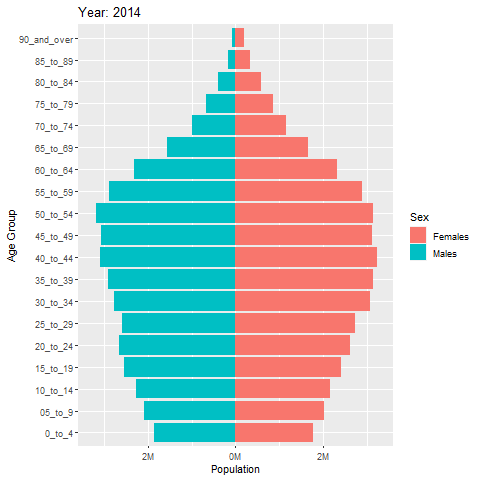 Year: 2014
Age Group
90_and_over
85_to_89
80_to_84
75_to_79
70_to_74
65_to_69
60_to_64
55_to_59
50_to_54
45_to_49
40_to_44
35_to_39
30_to_34
25_to_29
20_to_24
15_to_19
10_to_14
05_to_9
0_to_4
2M 0M 2M
Population
Sex
Females
Males